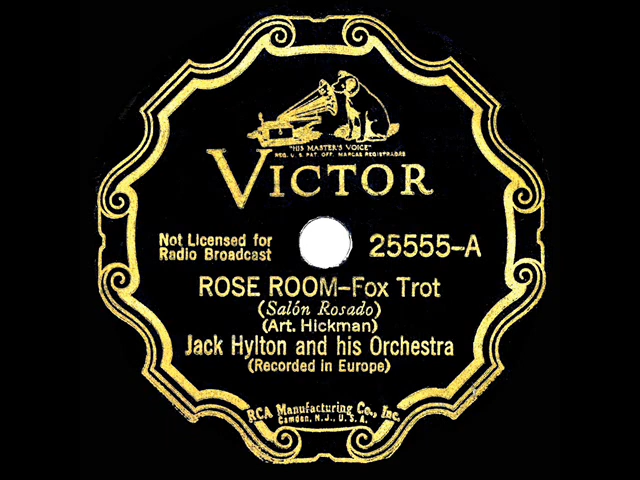 "HIS MASTER'S VOICE"
REG. U. S. PAT. OFF. MARCAS REGISTRADAS
VICTOR
Not Licensed for
Radio Broadcast
25555-A
ROSE ROOM-Fox Trot
(Salón Rosado)
(Art. Hickman)
Jack Hylton and his Orchestra
(Recorded in Europe)
RCA Manufacturing Co., Inc.
Camden, N. J., U. S. A.